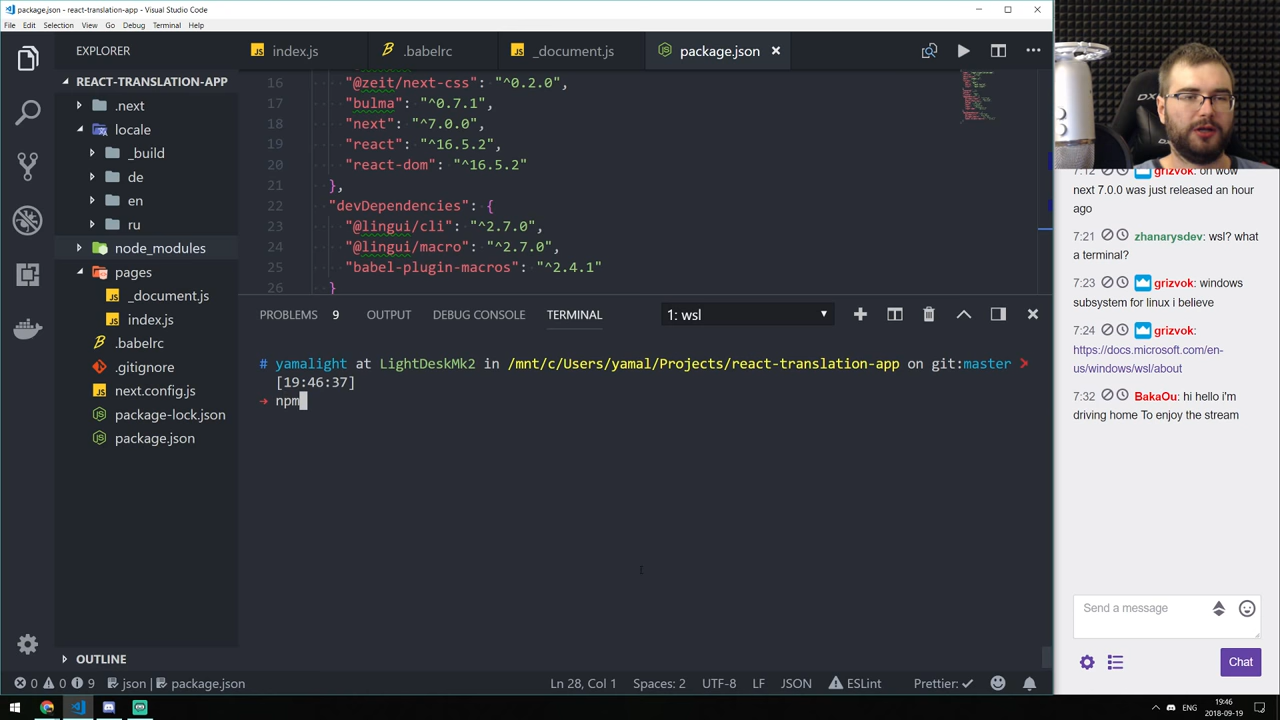 package.json - react-translation-app - Visual Studio Code
File Edit Selection View Go Debug Terminal Help
EXPLORER
REACT-TRANSLATION-APP
.next
locale
_build
de
en
ru
node_modules
pages
_document.js
index.js
.babelrc
.gitignore
next.config.js
package-lock.json
package.json
OUTLINE
index.js .babelrc _document.js package.json
16 "@zeit/next-css": "^0.2.0",
17 "bulma": "^0.7.1",
18 "next": "^7.0.0",
19 "react": "^16.5.2",
20 "react-dom": "^16.5.2"
21 },
22 "devDependencies": {
23 "@lingui/cli": "^2.7.0",
24 "@lingui/macro": "^2.7.0",
25 "babel-plugin-macros": "^2.4.1"
26 }
PROBLEMS 9 OUTPUT DEBUG CONSOLE TERMINAL 1: wsl
# yamalight at LightDeskMk2 in /mnt/c/Users/yamal/Projects/react-translation-app on git:master ✗
[19:46:37]
→ npm
0 0 9 json package.json Ln 28, Col 1 Spaces: 2 UTF-8 LF JSON ESLint Prettier: ✓
DX
7:12 grizvok: oh wow
next 7.0.0 was just released an hour
ago
7:21 zhanarysdev: wsl? what
a terminal?
7:23 grizvok: windows
subsystem for linux i believe
7:24 grizvok:
https://docs.microsoft.com/en-
us/windows/wsl/about
7:32 BakaOu: hi hello i'm
driving home To enjoy the stream
Send a message
Chat
ENG
19:46
2018-09-19